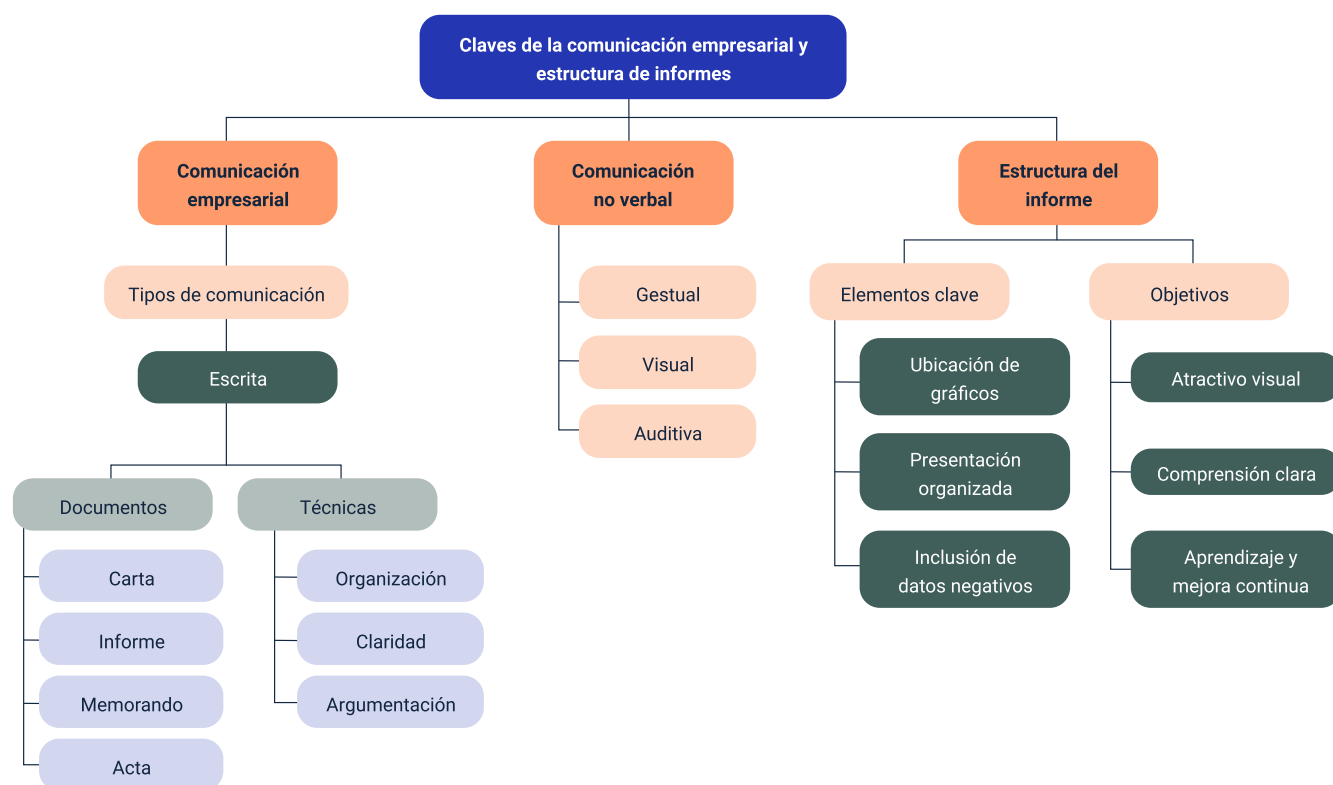 Claves de la comunicación empresarial y
estructura de informes
Comunicación
empresarial
Comunicación
no verbal
Estructura del
informe
Tipos de comunicación
Gestual
Elementos clave
Objetivos
Escrita
Visual
Ubicación de
gráficos
Atractivo visual
Auditiva
Presentación
organizada
Comprensión clara
Documentos
Técnicas
Carta
Organización
Inclusión de
datos negativos
Aprendizaje y
mejora continua
Informe
Claridad
Memorando
Argumentación
Acta